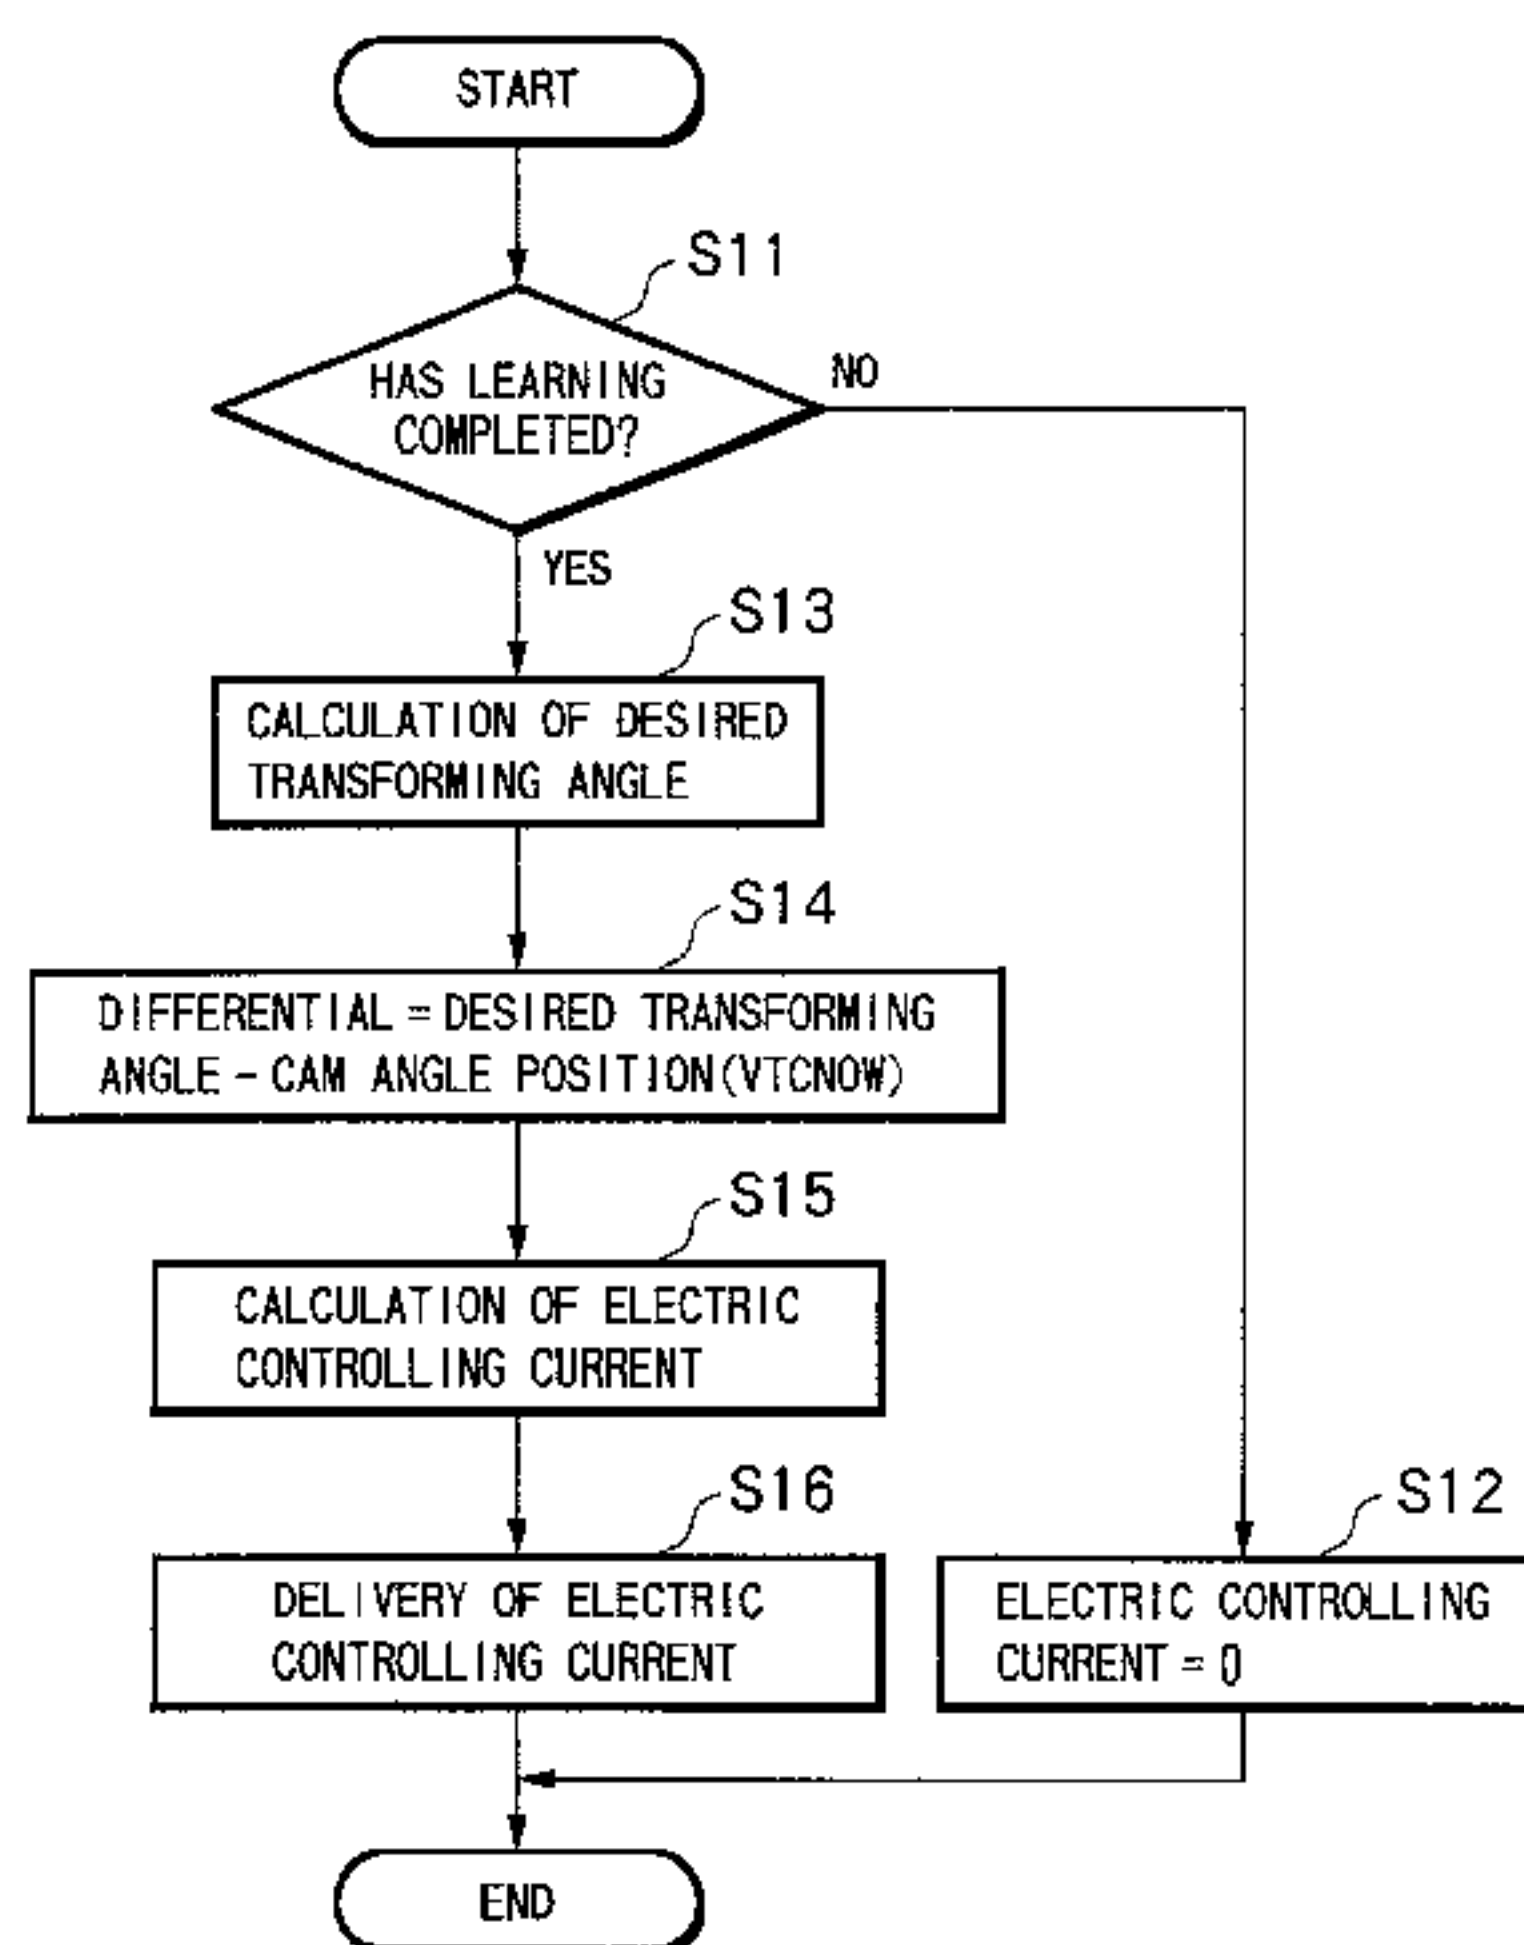 START
S11
HAS LEARNING
COMPLETED?
NO
YES
S13
CALCULATION OF DESIRED
TRANSFORMING ANGLE
S14
DIFFERENTIAL = DESIRED TRANSFORMING
ANGLE - CAM ANGLE POSITION (VTCNOW)
S15
CALCULATION OF ELECTRIC
CONTROLLING CURRENT
S16
DELIVERY OF ELECTRIC
CONTROLLING CURRENT
S12
ELECTRIC CONTROLLING
CURRENT = 0
END